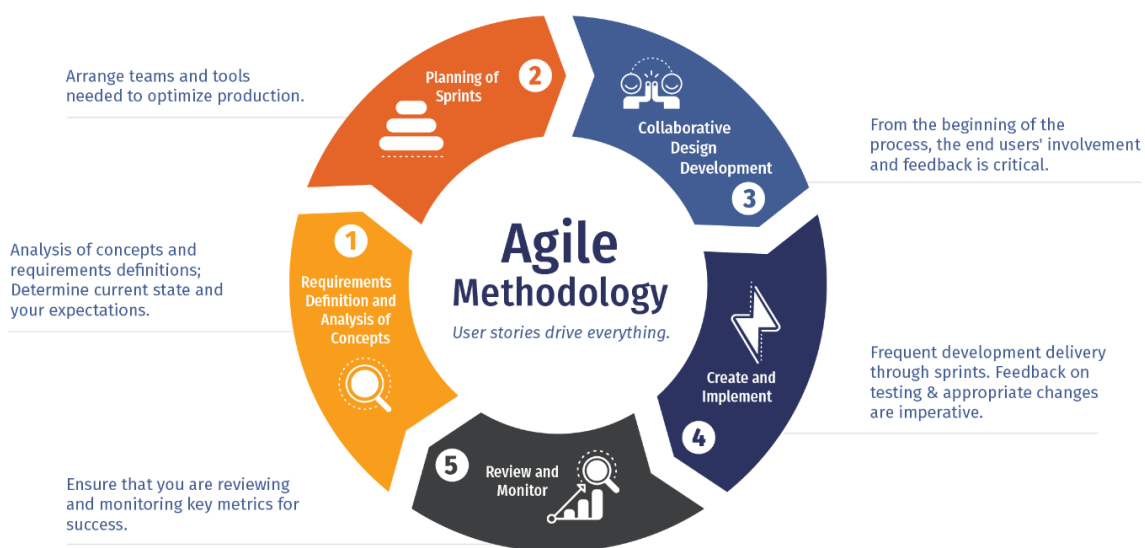 Agile
Methodology
User stories drive everything.
1
Requirements
Definition and
Analysis of
Concepts
Analysis of concepts and
requirements definitions;
Determine current state and
your expectations.
2
Planning of
Sprints
Arrange teams and tools
needed to optimize production.
Collaborative
Design
Development
3
From the beginning of the
process, the end users' involvement
and feedback is critical.
Create and
Implement
4
Frequent development delivery
through sprints. Feedback on
testing & appropriate changes
are imperative.
5
Review and
Monitor
Ensure that you are reviewing
and monitoring key metrics for
success.